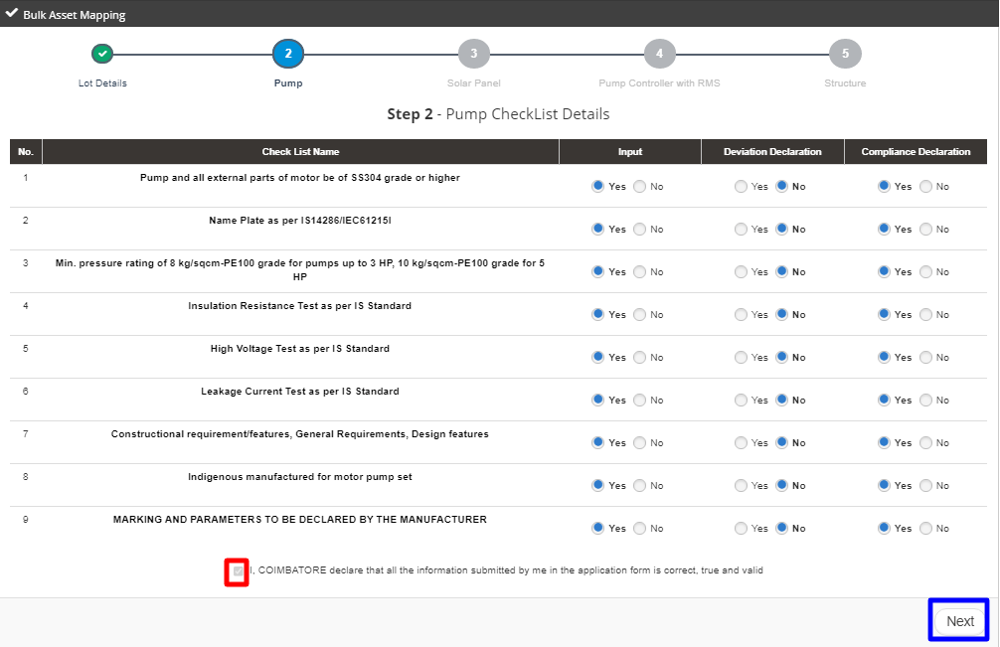 Bulk Asset Mapping
2
3
4
5
Lot Details
Pump
Solar Panel
Pump Controller with RMS
Structure
Step 2 - Pump CheckList Details
No. Check List Name Input Deviation Declaration Compliance Declaration
1 Pump and all external parts of motor be of SS304 grade or higher Yes No Yes No Yes No
2 Name Plate as per IS14286/IEC61215I Yes No Yes No Yes No
3 Min. pressure rating of 8 kg/sqcm-PE100 grade for pumps up to 3 HP, 10 kg/sqcm-PE100 grade for 5
HP Yes No Yes No Yes No
4 Insulation Resistance Test as per IS Standard Yes No Yes No Yes No
5 High Voltage Test as per IS Standard Yes No Yes No Yes No
6 Leakage Current Test as per IS Standard Yes No Yes No Yes No
7 Constructional requirement/features, General Requirements, Design features Yes No Yes No Yes No
8 Indigenous manufactured for motor pump set Yes No Yes No Yes No
9 MARKING AND PARAMETERS TO BE DECLARED BY THE MANUFACTURER Yes No Yes No Yes No
I, COIMBATORE declare that all the information submitted by me in the application form is correct, true and valid
Next